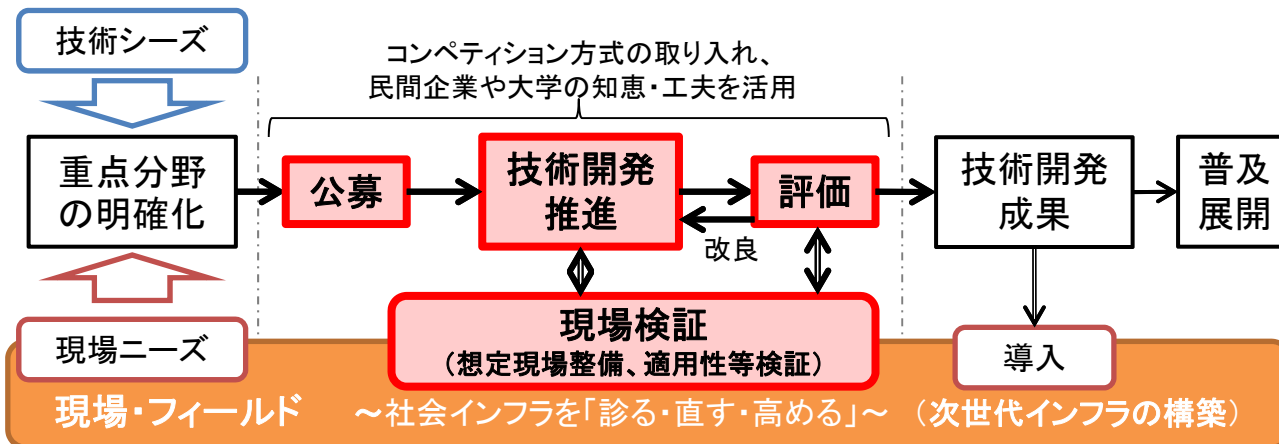 技術シーズ
コンペティション方式の取り入れ、
民間企業や大学の知恵・工夫を活用
重点分野
の明確化
公募
技術開発
推進
評価
技術開発
成果
普及
展開
改良
現場検証
(想定現場整備、適用性等検証)
現場ニーズ
導入
現場・フィールド ～社会インフラを「診る・直す・高める」～ (次世代インフラの構築)